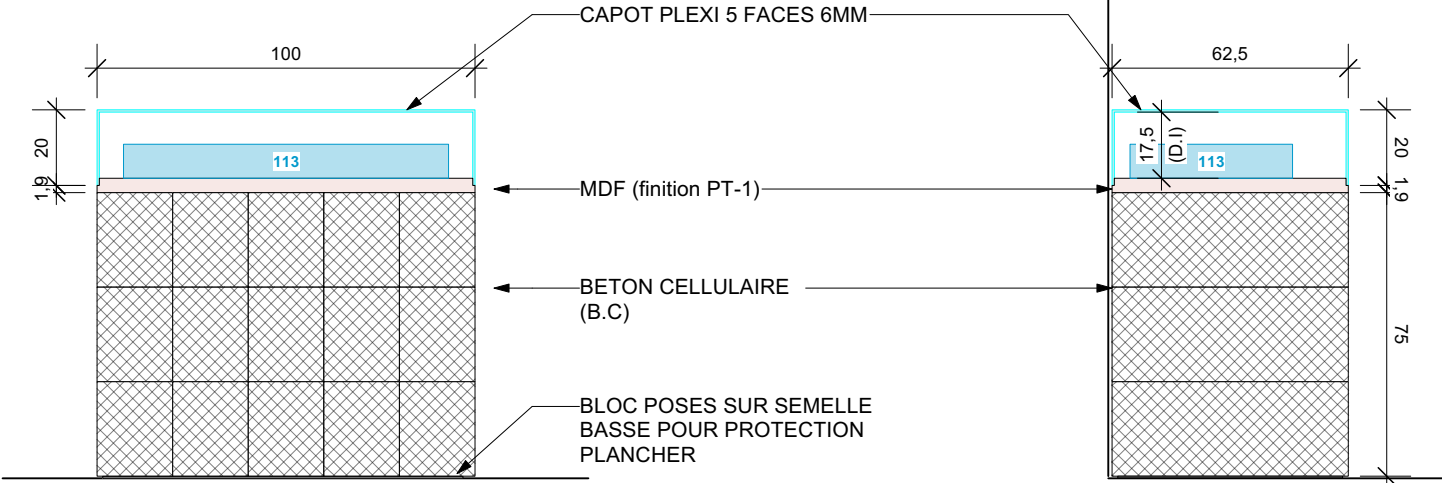 CAPOT PLEXI 5 FACES 6MM
100
62,5
20
113
17,5
(D.I)
113
20
1,9
MDF (finition PT-1)
1,9
BETON CELLULAIRE
(B.C)
75
BLOC POSES SUR SEMELLE
BASSE POUR PROTECTION
PLANCHER